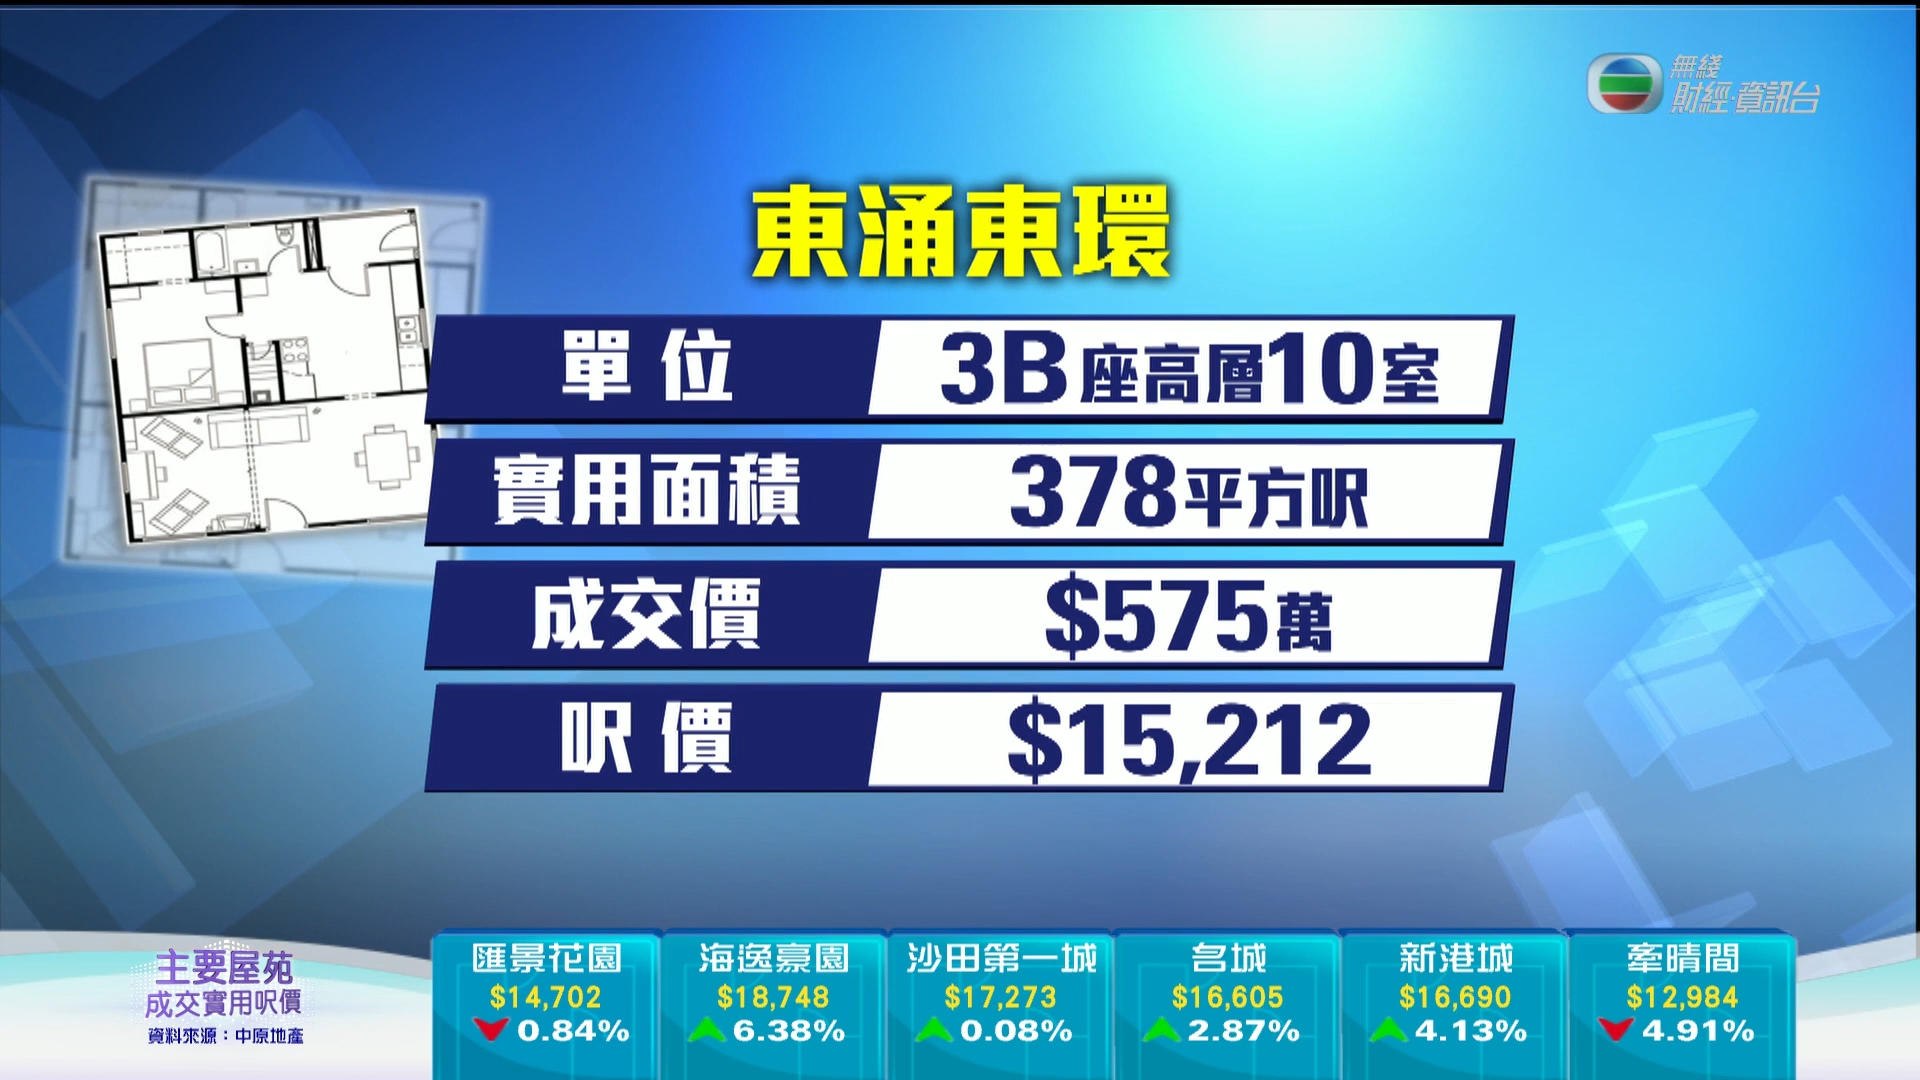 無綫
財經·資訊台
東涌東環
單位 3B座高層10室
實用面積 378平方呎
成交價 $575萬
呎價 $15,212
主要屋苑
成交實用呎價
資料來源：中原地產
匯景花園 海逸豪園 沙田第一城 名城 新港城 牽晴間
$14,702 $18,748 $17,273 $16,605 $16,690 $12,984
0.84% 6.38% 0.08% 2.87% 4.13% 4.91%